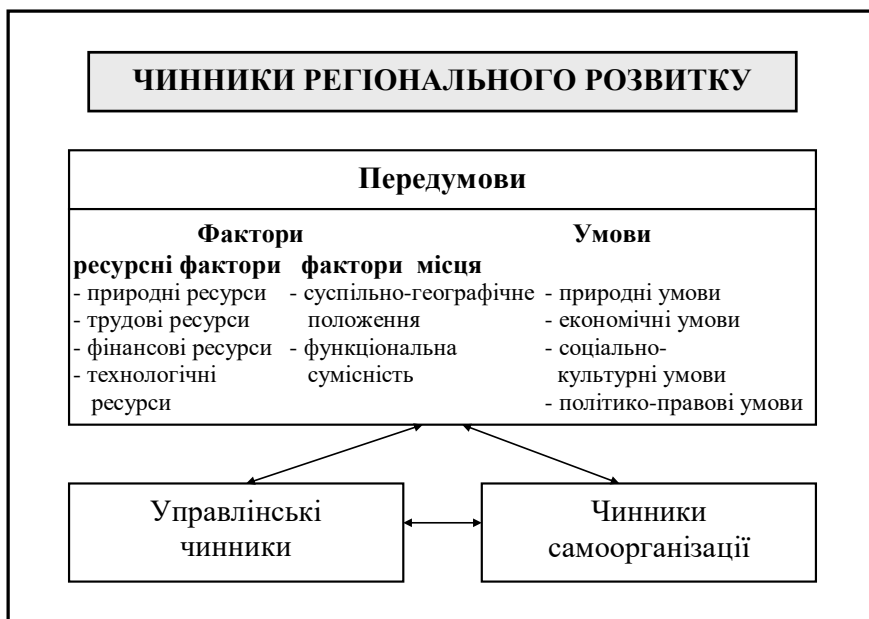 ЧИННИКИ РЕГІОНАЛЬНОГО РОЗВИТКУ
Передумови
Фактори
ресурсні фактори
- природні ресурси
- трудові ресурси
- фінансові ресурси
- технологічні
ресурси
фактори місця
- суспільно-географічне
положення
- функціональна
сумісність
Умови
- природні умови
- економічні умови
- соціально-
культурні умови
- політико-правові умови
Управлінські
чинники
Чинники
самоорганізації